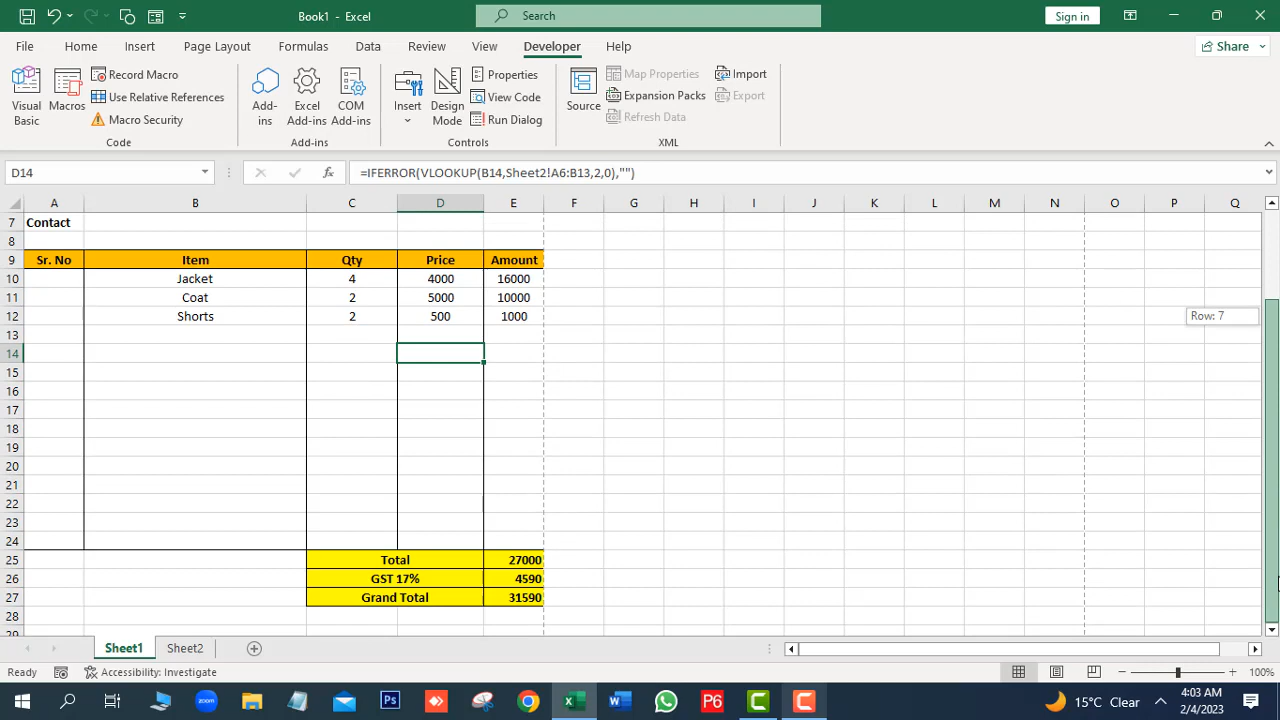 Book1 - Excel
Search
Sign in
File Home Insert Page Layout Formulas Data Review View Developer Help Share
Visual Basic
Macros
Record Macro
Use Relative References
Macro Security
Code
Add-ins
Excel Add-ins
COM Add-ins
Add-ins
Insert
Design Mode
Properties
View Code
Run Dialog
Controls
Source
Map Properties
Expansion Packs
Refresh Data
Import
Export
XML
D14 fx =IFERROR(VLOOKUP(B14,Sheet2!A6:B13,2,0),"")
A B C D E F G H I J K L M N O P Q
7 Contact
8
9 Sr. No Item Qty Price Amount
10 Jacket 4 4000 16000
11 Coat 2 5000 10000
12 Shorts 2 500 1000
Row: 7
13
14
15
16
17
18
19
20
21
22
23
24
25 Total 27000
26 GST 17% 4590
27 Grand Total 31590
28
29
Sheet1 Sheet2
Ready Accessibility: Investigate 100%
zoom Ps P6 15°C Clear 4:03 AM
2/4/2023